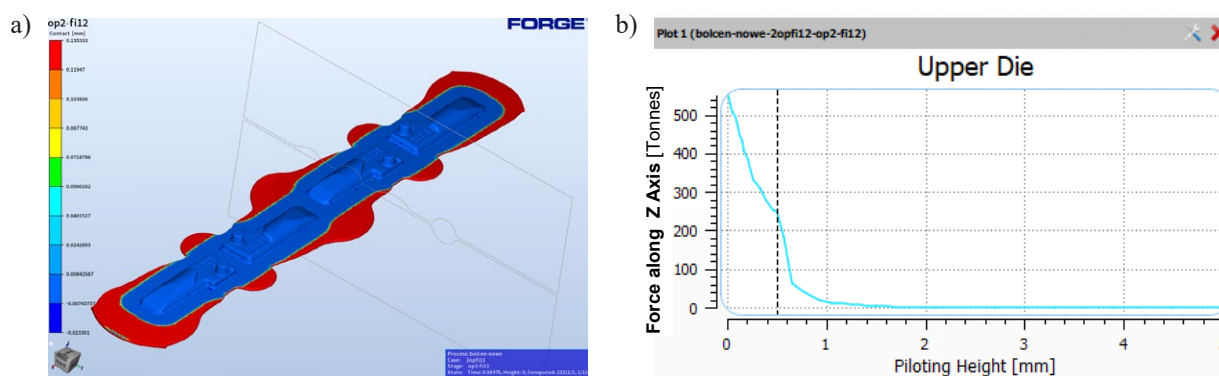 a)
op2-fi12
Contact [mm]
FORGE
0.135333
0.11947
0.103606
0.087743
0.0718796
0.0560162
0.0401527
0.0242893
0.00842587
-0.00743757
-0.023301
Process: bolcen-nowe
Case: 2opfi12
Stage: op2-fi12
b)
Plot 1 (bolcen-nowe-2opfi12-op2-fi12)
Upper Die
Force along Z Axis [Tonnes]
500
400
300
200
100
0
0 1 2 3 4
Piloting Height [mm]